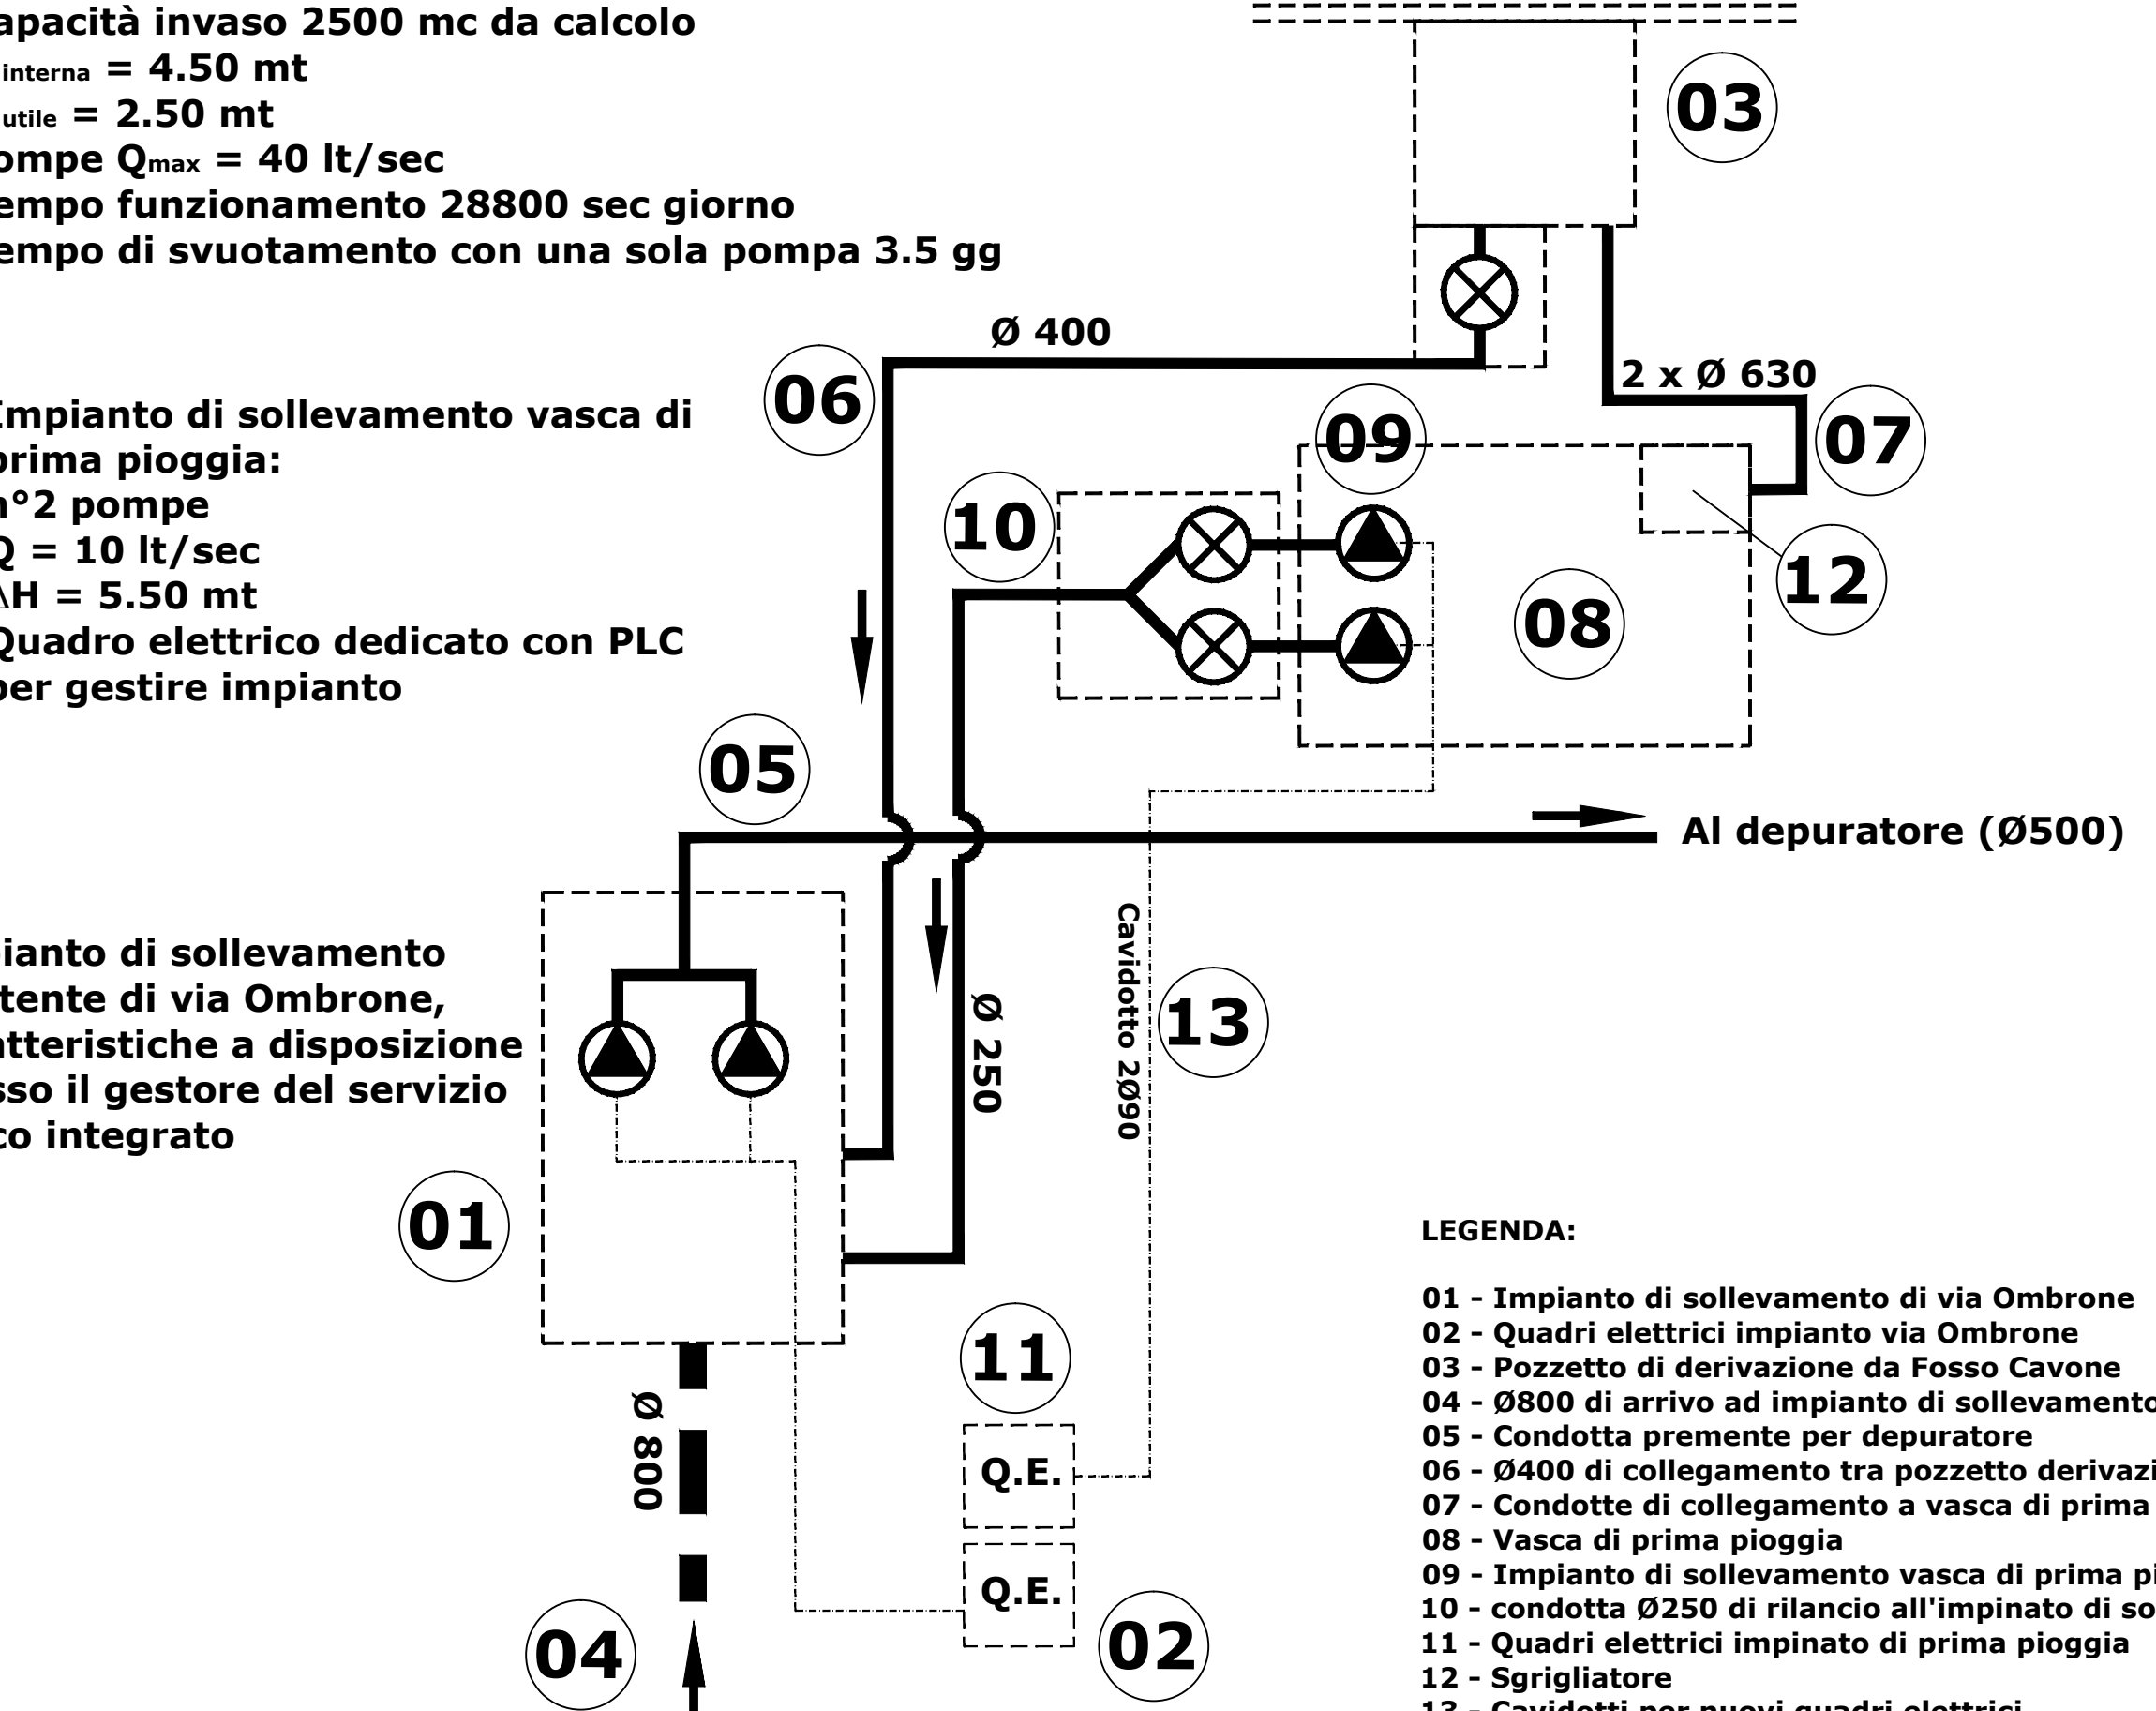 apacità invaso 2500 mc da calcolo
interna = 4.50 mt
utile = 2.50 mt
ompe Qmax = 40 lt/sec
empo funzionamento 28800 sec giorno
empo di svuotamento con una sola pompa 3.5 gg
03
Ø 400
06
2 x Ø 630
07
09
10
12
08
Impianto di sollevamento vasca di
prima pioggia:
n°2 pompe
Q = 10 lt/sec
ΔH = 5.50 mt
Quadro elettrico dedicato con PLC
per gestire impianto
05
Al depuratore (Ø500)
ianto di sollevamento
tente di via Ombrone,
atteristiche a disposizione
sso il gestore del servizio
co integrato
Ø 250
Cavidotto 2Ø90
13
01
11
Ø 800
Q.E.
Q.E.
04
02
LEGENDA:
01 - Impianto di sollevamento di via Ombrone
02 - Quadri elettrici impianto via Ombrone
03 - Pozzetto di derivazione da Fosso Cavone
04 - Ø800 di arrivo ad impianto di sollevamento
05 - Condotta premente per depuratore
06 - Ø400 di collegamento tra pozzetto derivazi
07 - Condotte di collegamento a vasca di prima
08 - Vasca di prima pioggia
09 - Impianto di sollevamento vasca di prima pi
10 - condotta Ø250 di rilancio all'impinato di so
11 - Quadri elettrici impinato di prima pioggia
12 - Sgrigliatore
13 - Cavidotti per nuovi quadri elettrici